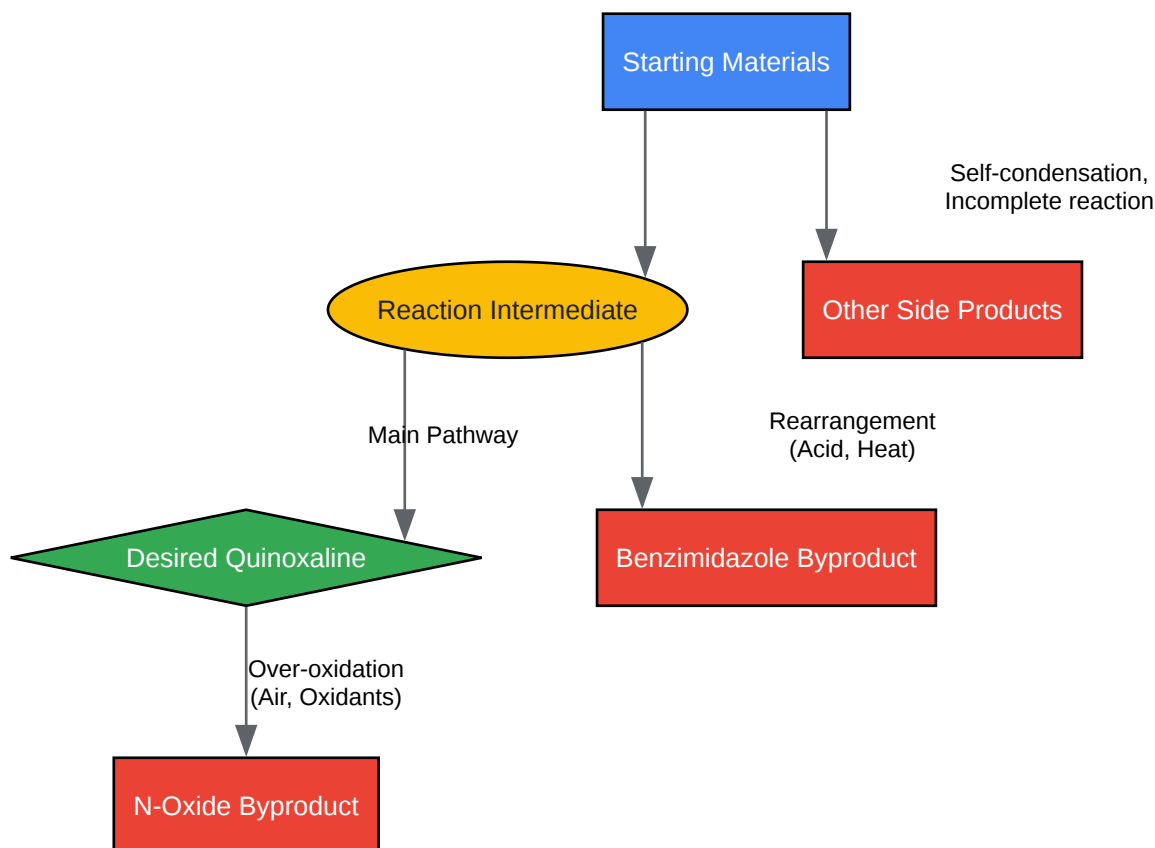 Starting Materials
Self-condensation,
Incomplete reaction
Reaction Intermediate
Other Side Products
Main Pathway
Rearrangement
(Acid, Heat)
Desired Quinoxaline
Benzimidazole Byproduct
Over-oxidation
(Air, Oxidants)
N-Oxide Byproduct